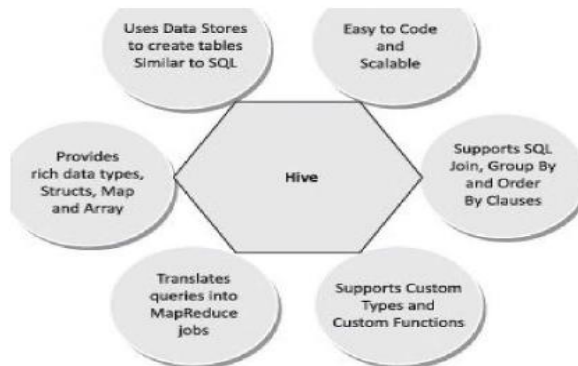 Uses Data Stores
to create tables
Similar to SQL
Easy to Code
and
Scalable
Provides
rich data types,
Structs, Map
and Array
Hive
Supports SQL
Join, Group By
and Order
By Clauses
Translates
queries into
MapReduce
jobs
Supports Custom
Types and
Custom Functions